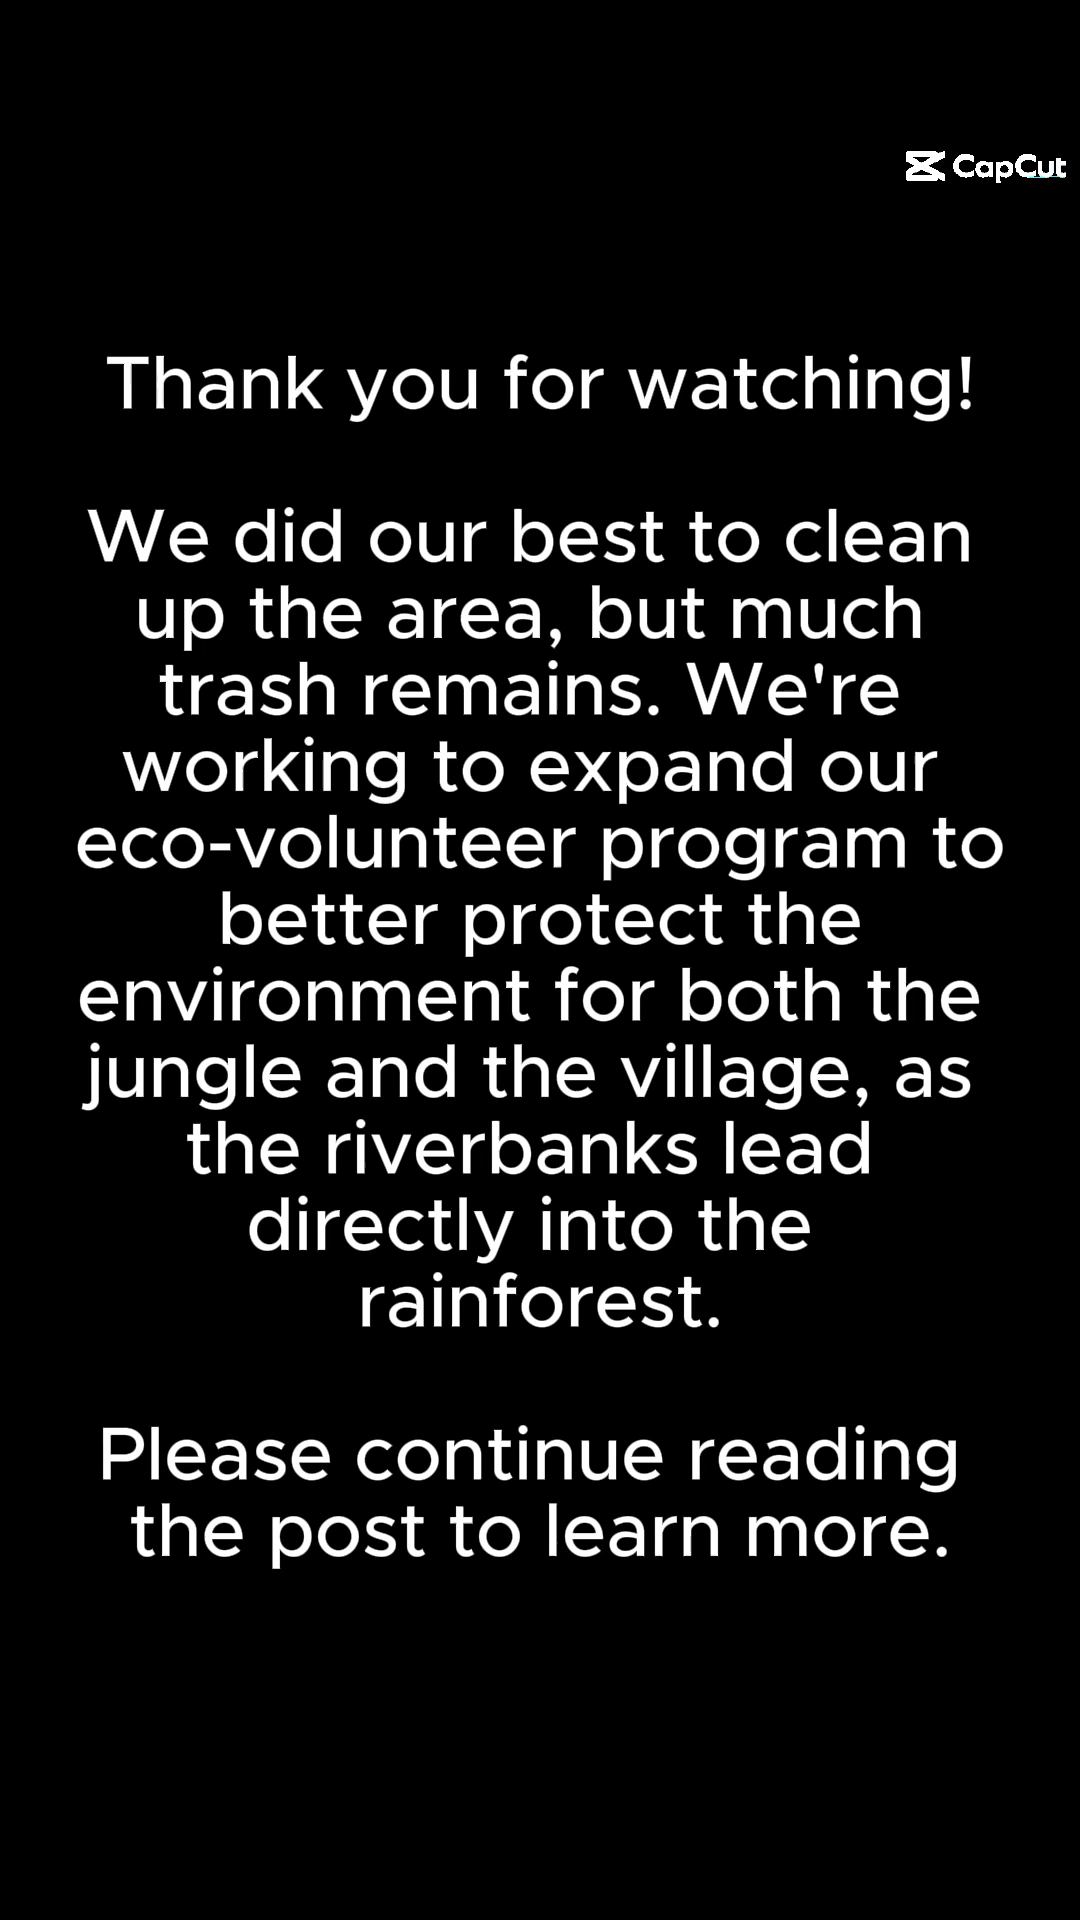 CapCut
Thank you for watching!
We did our best to clean
up the area, but much
trash remains. We're
working to expand our
eco-volunteer program to
better protect the
environment for both the
jungle and the village, as
the riverbanks lead
directly into the
rainforest.
Please continue reading
the post to learn more.